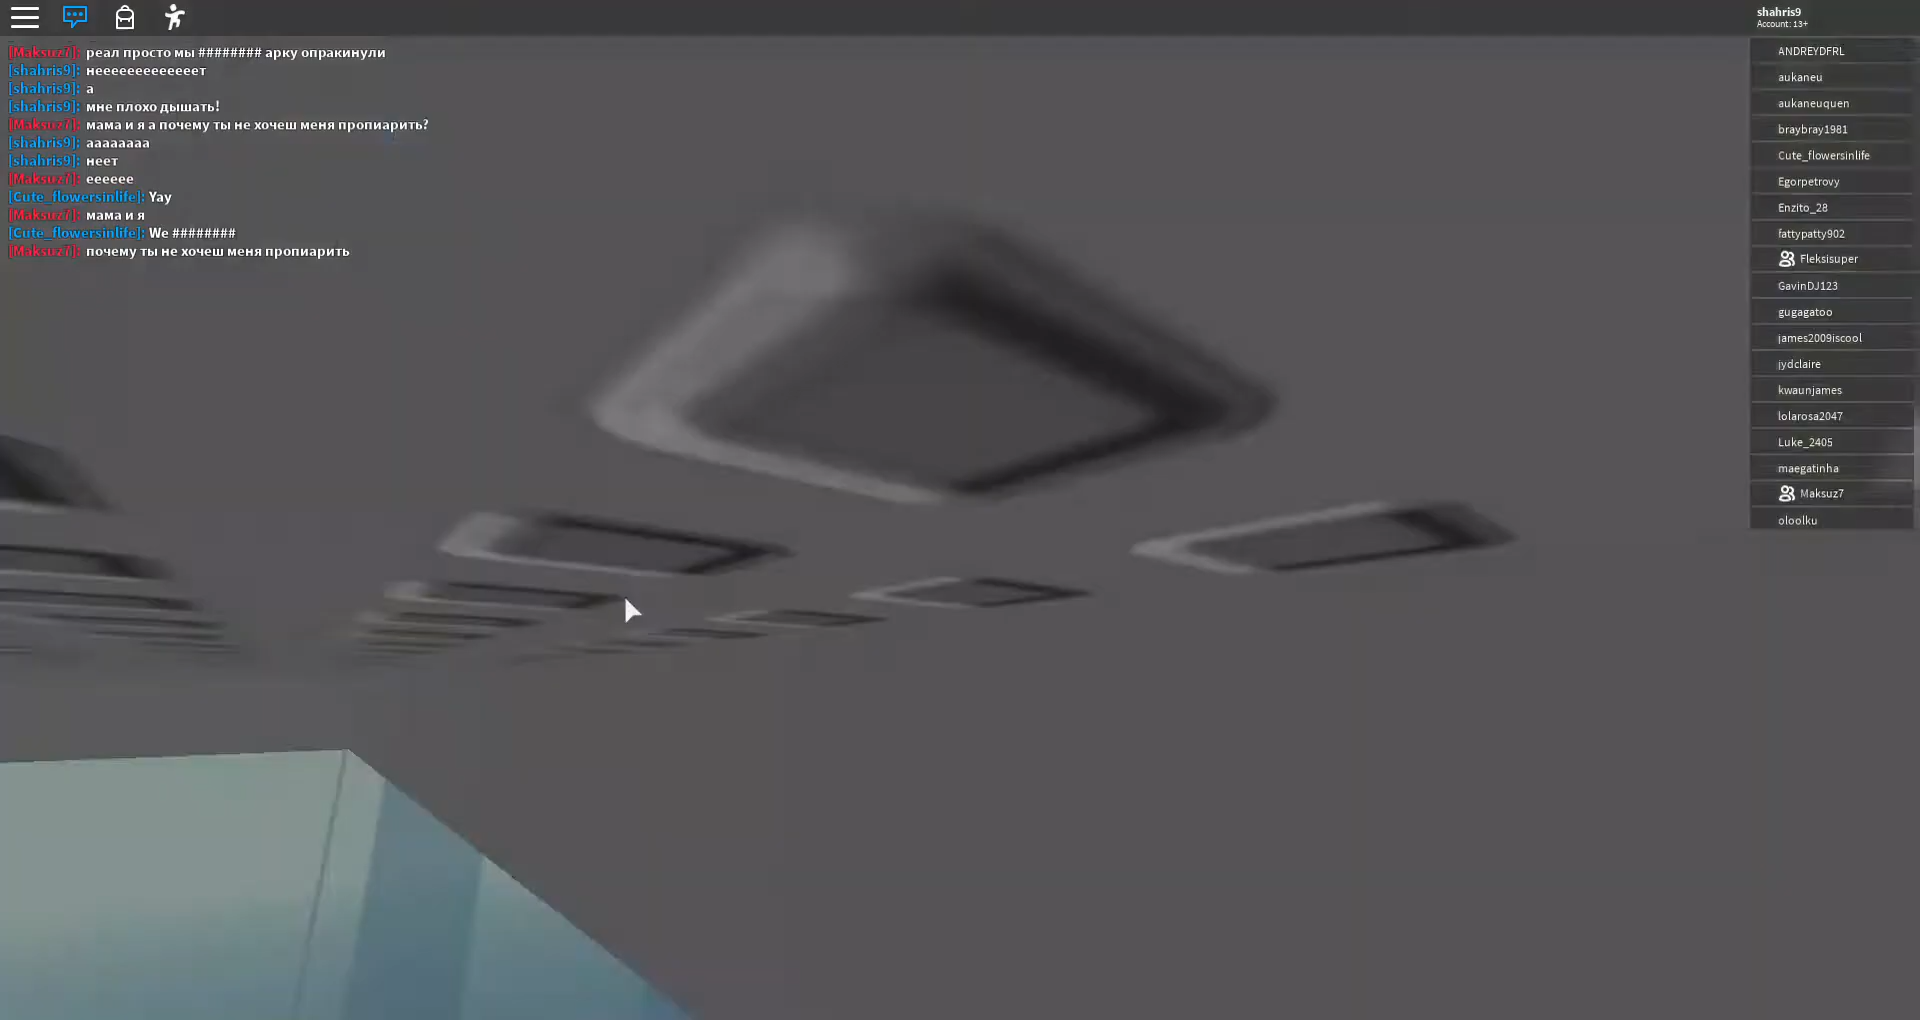 shahris9
Account: 13+
[Maksuz7]: реал просто мы ######## арку опракинули
[shahris9]: нееееееееееееет
[shahris9]: а
[shahris9]: мне плохо дышать!
[Maksuz7]: мама и я а почему ты не хочеш меня пропиарить?
[shahris9]: аааааааа
[shahris9]: неет
[Maksuz7]: ееееее
[Cute_flowersinlife]: Yay
[Maksuz7]: мама и я
[Cute_flowersinlife]: We ########
[Maksuz7]: почему ты не хочеш меня пропиарить
ANDREYDFRL
aukaneu
aukaneuquen
braybray1981
Cute_flowersinlife
Egorpetrovy
Enzito_28
fattypatty902
Fleksisuper
GavinDJ123
gugagatoo
james2009iscool
jydclaire
kwaunjames
lolarosa2047
Luke_2405
maegatinha
Maksuz7
oloolku